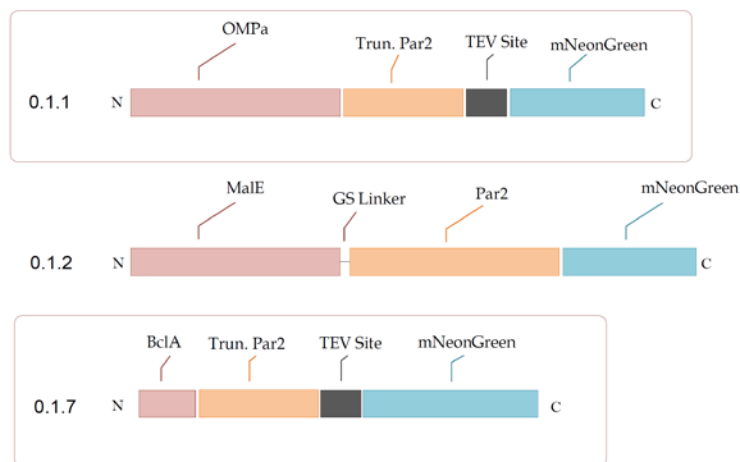 OMPa Trun. Par2 TEV Site mNeonGreen
0.1.1 N C
MalE GS Linker Par2 mNeonGreen
0.1.2 N C
BclA Trun. Par2 TEV Site mNeonGreen
0.1.7 N C